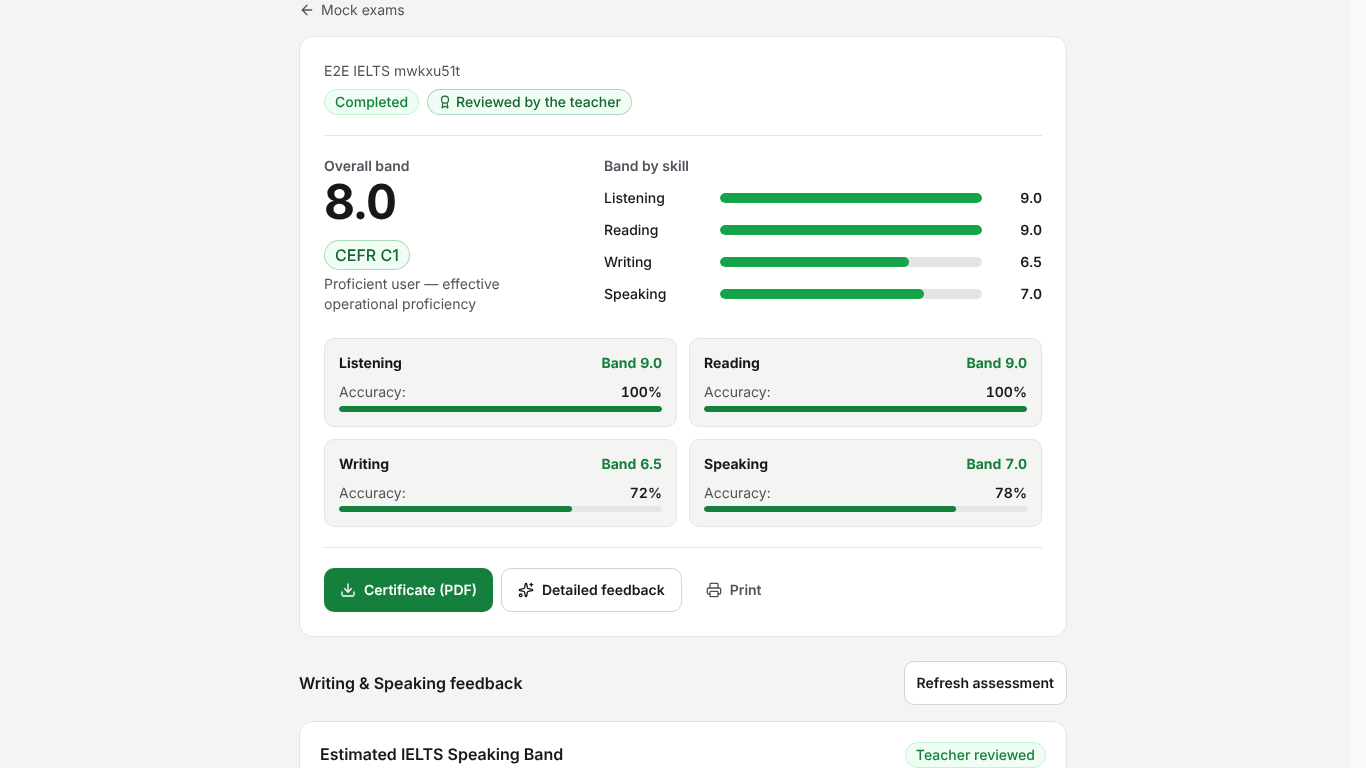 Mock exams
E2E IELTS mwkxu51t
Completed
Reviewed by the teacher
Overall band
8.0
CEFR C1
Proficient user — effective
operational proficiency
Band by skill
Listening 9.0
Reading 9.0
Writing 6.5
Speaking 7.0
Listening Band 9.0
Accuracy: 100%
Reading Band 9.0
Accuracy: 100%
Writing Band 6.5
Accuracy: 72%
Speaking Band 7.0
Accuracy: 78%
Certificate (PDF)
Detailed feedback
Print
Writing & Speaking feedback
Refresh assessment
Estimated IELTS Speaking Band
Teacher reviewed